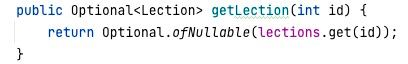 public Optional<Lection> getLection(int id) {
    return Optional.ofNullable(lections.get(id));
}